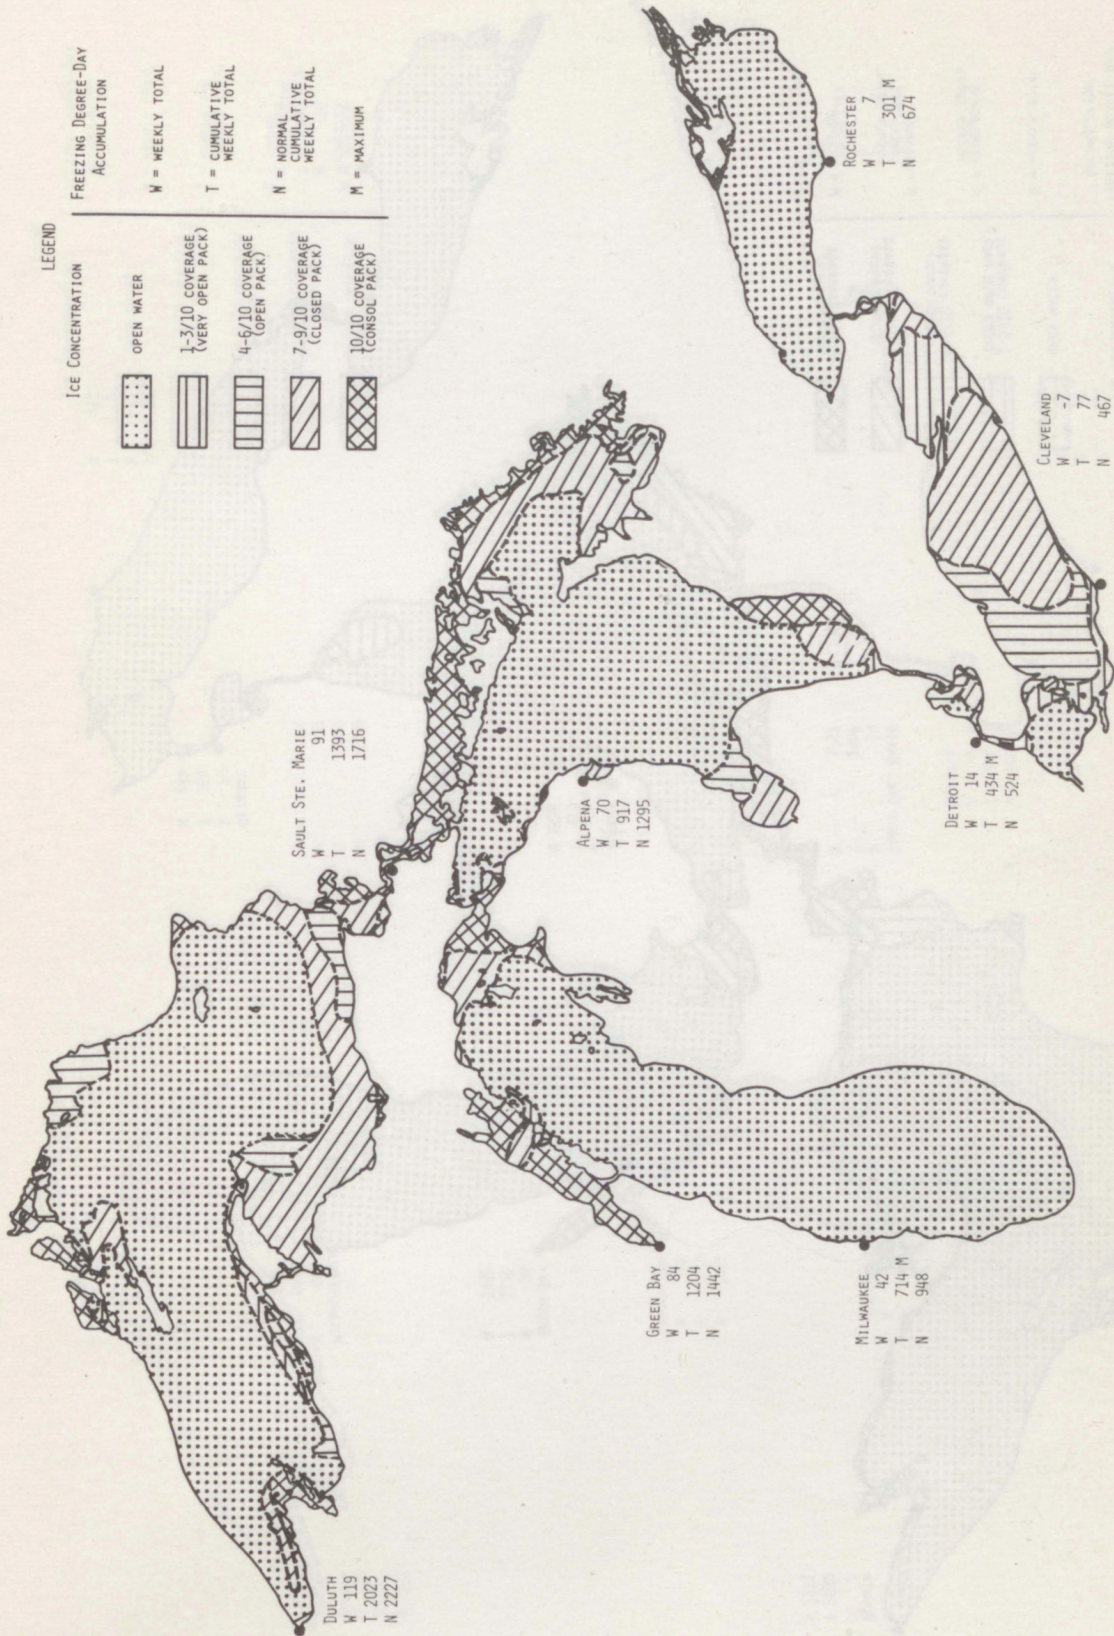 LEGEND
ICE CONCENTRATION
OPEN WATER
1-3/10 COVERAGE
(VERY OPEN PACK)
4-6/10 COVERAGE
(OPEN PACK)
7-9/10 COVERAGE
(CLOSED PACK)
10/10 COVERAGE
(CONSOL PACK)
FREEZING DEGREE-DAY
ACCUMULATION
W = WEEKLY TOTAL
T = CUMULATIVE
WEEKLY TOTAL
N = NORMAL
CUMULATIVE
WEEKLY TOTAL
M = MAXIMUM
DULUTH
W 119
T 2023
N 2227
SAULT STE. MARIE
W 91
T 1393
N 1716
GREEN BAY
W 84
T 1204
N 1442
ALPENA
W 70
T 917
N 1295
MILWAUKEE
W 42
T 714 M
N 948
DETROIT
W 14
T 434 M
N 524
CLEVELAND
W -7
T 77
N 467
ROCHESTER
W 7
T 301 M
N 674